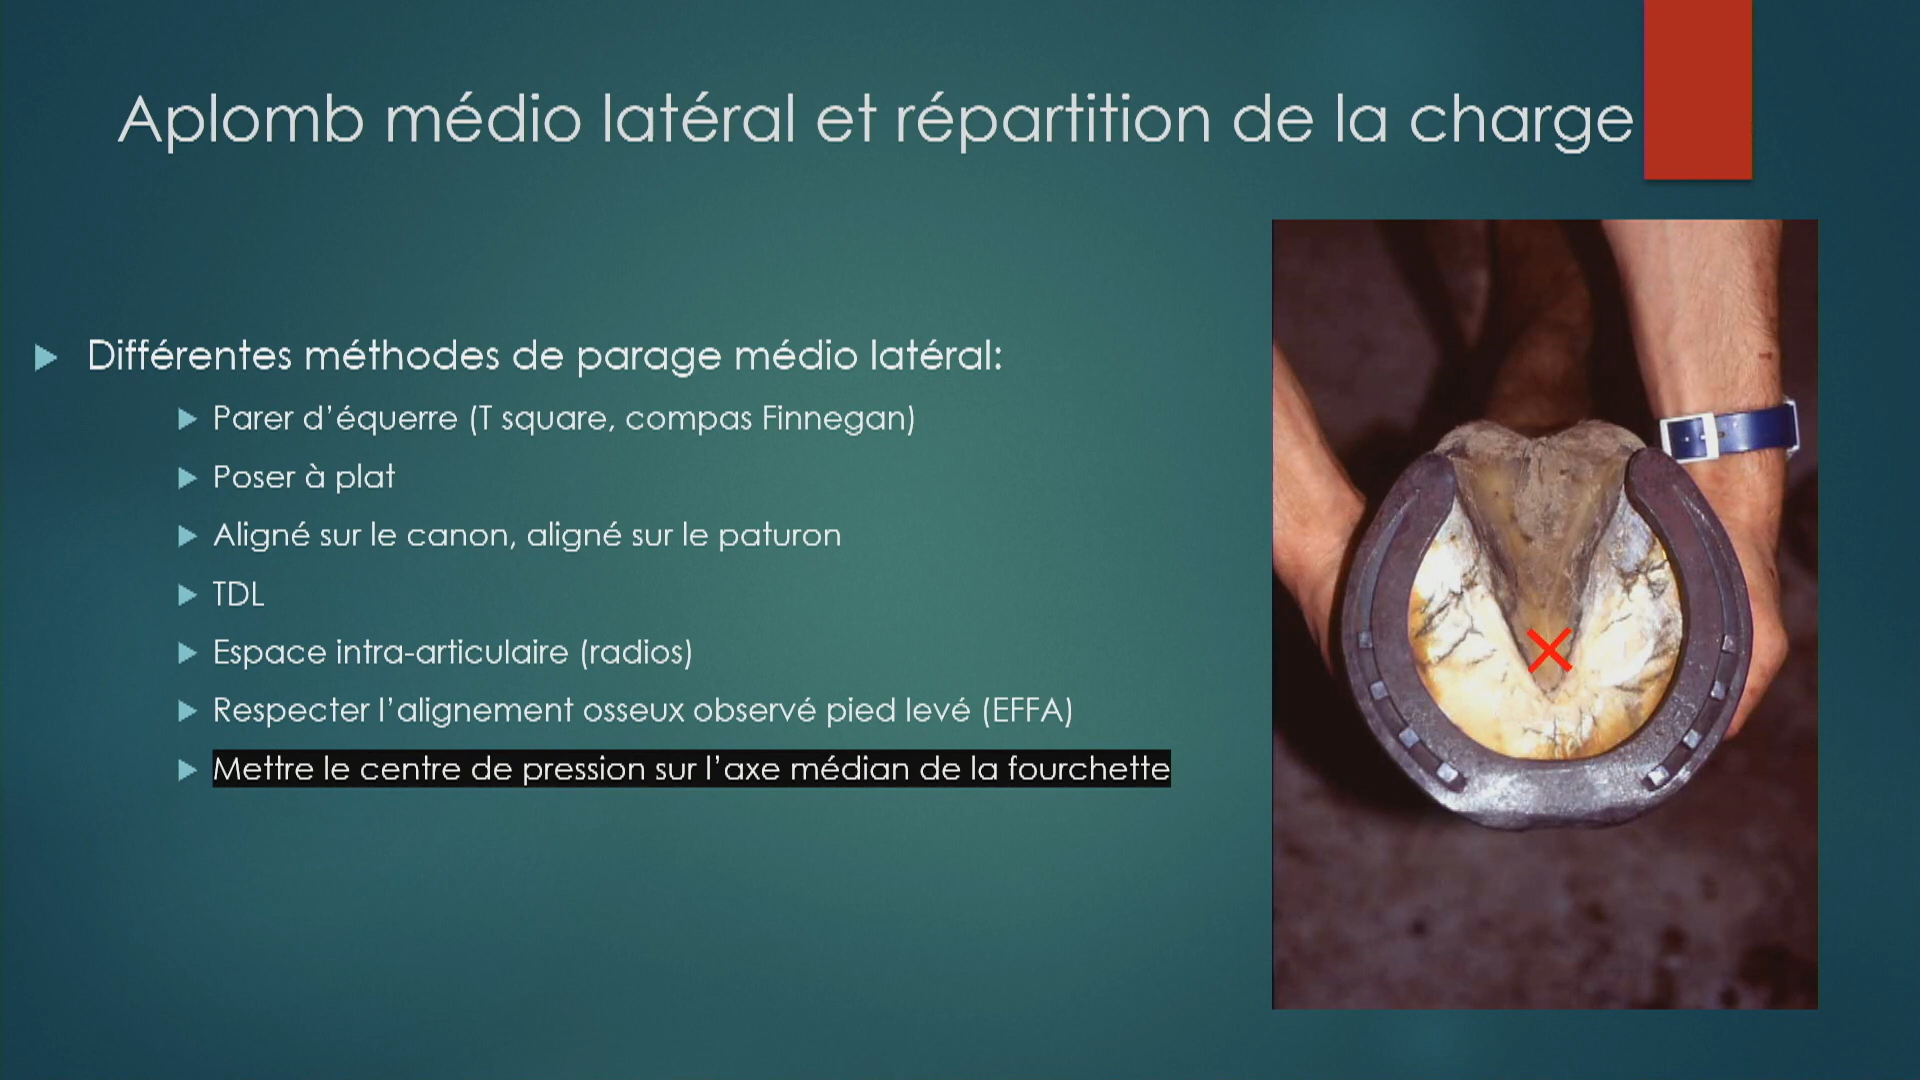 Aplomb médio latéral et répartition de la charge
Différentes méthodes de parage médio latéral:
Parer d’équerre (T square, compas Finnegan)
Poser à plat
Aligné sur le canon, aligné sur le paturon
TDL
Espace intra-articulaire (radios)
Respecter l’alignement osseux observé pied levé (EFFA)
Mettre le centre de pression sur l’axe médian de la fourchette